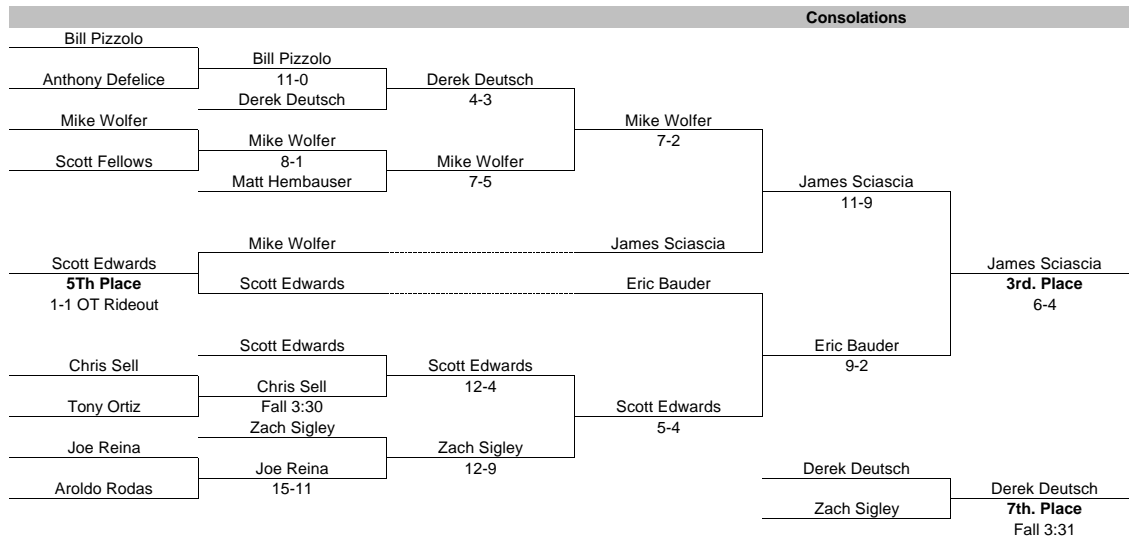 Consolations
Bill Pizzolo
Bill Pizzolo
Anthony Defelice 11-0 Derek Deutsch
Derek Deutsch 4-3
Mike Wolfer Mike Wolfer
Mike Wolfer 7-2
Scott Fellows 8-1 Mike Wolfer
Matt Hembauser 7-5 James Sciascia
11-9
Mike Wolfer James Sciascia
Scott Edwards James Sciascia
5Th Place Scott Edwards Eric Bauder 3rd. Place
1-1 OT Rideout 6-4
Scott Edwards Eric Bauder
Chris Sell Scott Edwards 9-2
Chris Sell 12-4
Tony Ortiz Fall 3:30 Scott Edwards
Zach Sigley 5-4
Joe Reina Zach Sigley
Joe Reina 12-9 Derek Deutsch
Aroldo Rodas 15-11 Derek Deutsch
Zach Sigley 7th. Place
Fall 3:31